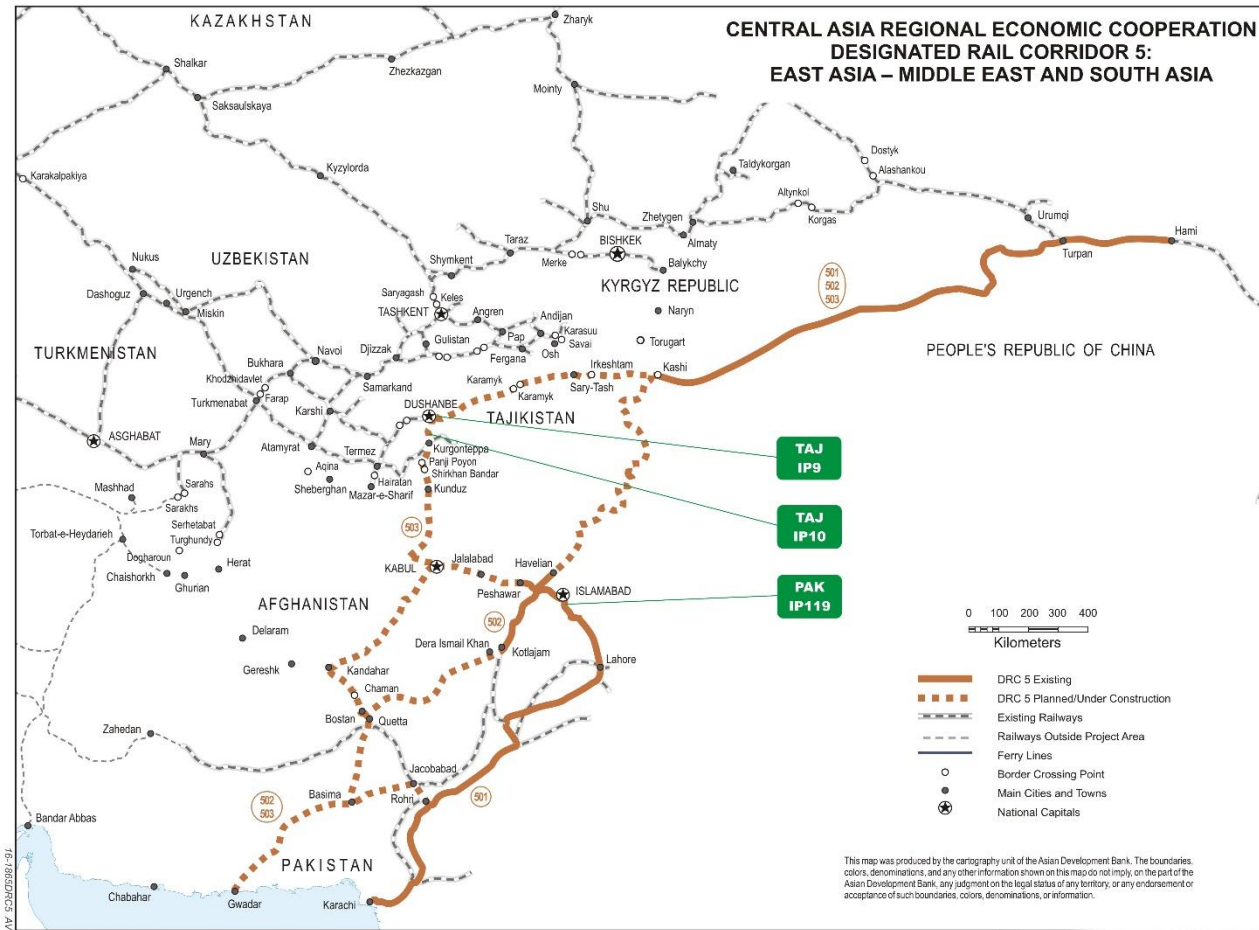 CENTRAL ASIA REGIONAL ECONOMIC COOPERATION
DESIGNATED RAIL CORRIDOR 5:
EAST ASIA – MIDDLE EAST AND SOUTH ASIA
KAZAKHSTAN
Zharyk
Shalkar
Zhezkazgan
Saksaulskaya
Mointy
Dostyk
Taldykorgan
Alashankou
Karakalpakiya
Kyzylorda
Altynkol
Korgas
Shu
Zhetygen
Urumqi
Hami
Almaty
Turpan
Taraz
BISHKEK
Merke
Balykchy
Nukus
UZBEKISTAN
Shymkent
KYRGYZ REPUBLIC
501
502
503
Dashoguz
Urgench
Saryagash
Keles
Miskin
TASHKENT
Angren
Andijan
Naryn
Karasuu
Savai
Gulistan
Pap
Torugart
TURKMENISTAN
Navoi
Djizzak
Fergana
Osh
PEOPLE'S REPUBLIC OF CHINA
Bukhara
Irkeshtam
Kashi
Khodzhidavlet
Samarkand
Karamyk
Sary-Tash
Farap
Turkmenabat
Karamyk
DUSHANBE
Karshi
TAJIKISTAN
ASGHABAT
Mary
Atamyrat
Termez
Kurgonteppa
TAJ
IP9
Aqina
Panji Poyon
Hairatan
Shirkhan Bandar
Sheberghan
Mazar-e-Sharif
Kunduz
Mashhad
Sarahs
Sarakhs
TAJ
IP10
Serhetabat
503
Torbat-e-Heydarieh
Turghundy
Dogharoun
Herat
Chaishorkh
Ghurian
KABUL
Jalalabad
Havelian
Peshawar
ISLAMABAD
PAK
IP119
AFGHANISTAN
502
Delaram
Dera Ismail Khan
Kotlajam
Gereshk
Kandahar
Lahore
Chaman
Bostan
Quetta
Zahedan
Jacobabad
Basima
Rohri
501
502
503
Bandar Abbas
PAKISTAN
Chabahar
Gwadar
Karachi
0 100 200 300 400
Kilometers
DRC 5 Existing
DRC 5 Planned/Under Construction
Existing Railways
Railways Outside Project Area
Ferry Lines
Border Crossing Point
Main Cities and Towns
National Capitals
This map was produced by the cartography unit of the Asian Development Bank. The boundaries,
colors, denominations, and any other information shown on this map do not imply, on the part of the
Asian Development Bank, any judgment on the legal status of any territory, or any endorsement or
acceptance of such boundaries, colors, denominations, or information.
16-1865DRC5 AV